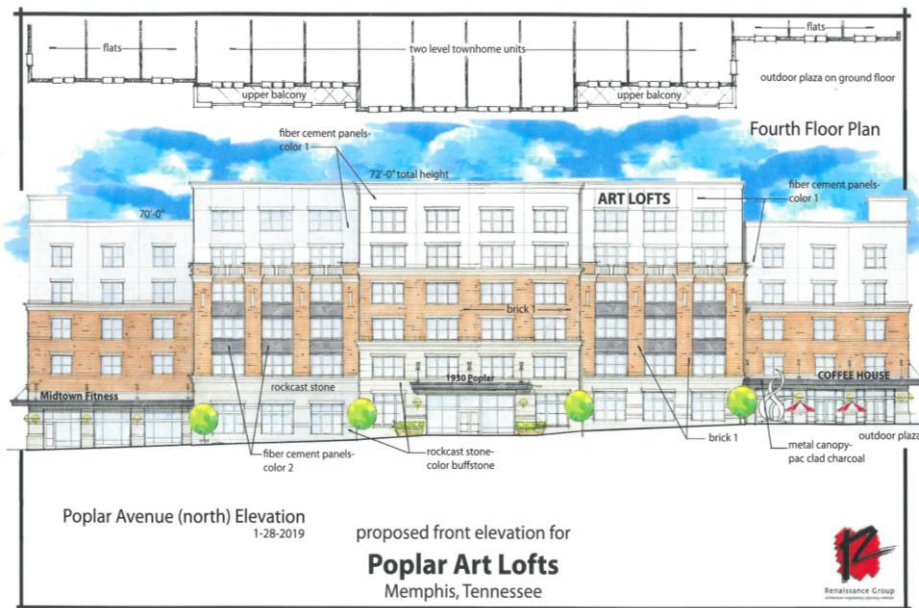 flats
two level townhome units
flats
upper balcony
upper balcony
outdoor plaza on ground floor
Fourth Floor Plan
fiber cement panels-
color 1
72'-0" total height
ART LOFTS
fiber cement panels-
color 1
70'-0"
brick 1
1930 Poplar
rockcast stone
Midtown Fitness
COFFEE HOUSE
fiber cement panels-
color 2
rockcast stone-
color buffstone
brick 1
metal canopy-
pac clad charcoal
outdoor plaza
Poplar Avenue (north) Elevation
1-28-2019
proposed front elevation for
Poplar Art Lofts
Memphis, Tennessee
Renaissance Group